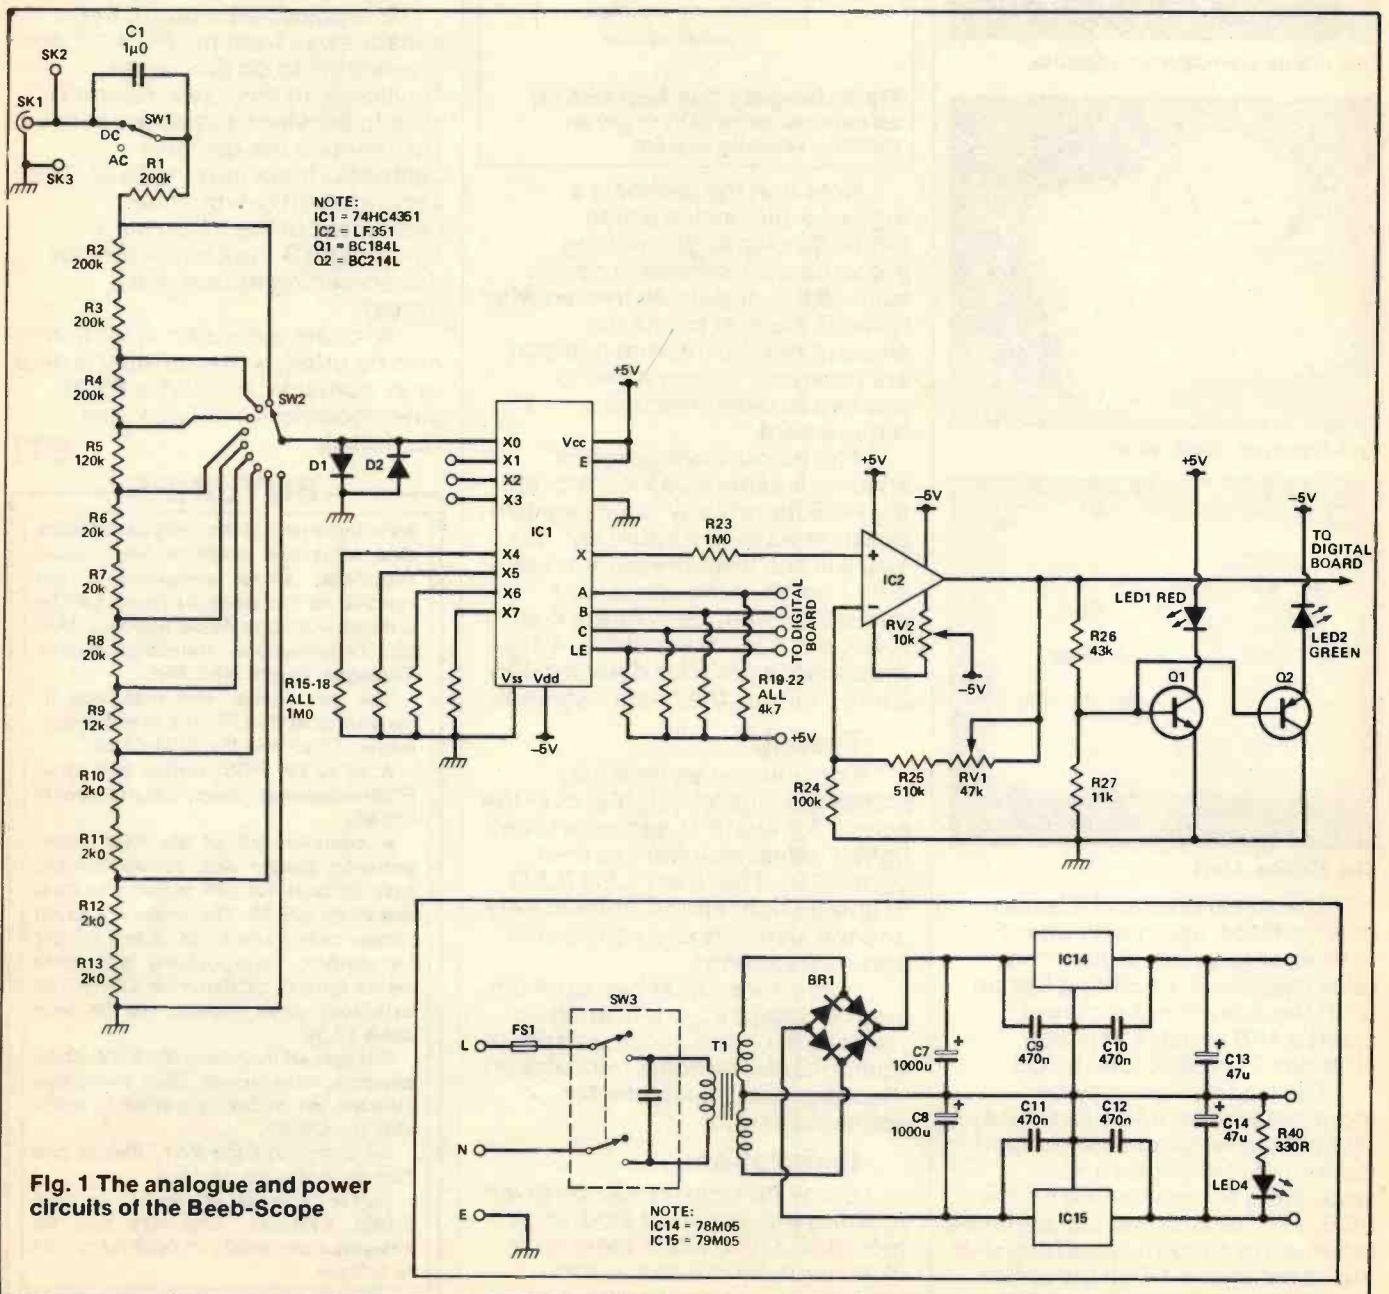 C1
1μ0
SK2
SK1
SW1
DC
AC
SK3
R1
200k
NOTE:
IC1 = 74HC4351
IC2 = LF351
Q1 = BC184L
Q2 = BC214L
R2
200k
R3
200k
R4
200k
SW2
R5
120k
R6
20k
R7
20k
R8
20k
R9
12k
R10
2k0
R11
2k0
R12
2k0
R13
2k0
D1
D2
+5V
X0
X1
X2
X3
X4
X5
X6
X7
Vcc
E
IC1
X
A
B
C
LE
Vss
Vdd
-5V
R15-18
ALL
1M0
R23
1M0
TO DIGITAL
BOARD
R19-22
ALL
4k7
+5V
+5V
-5V
+
IC2
−
RV2
10k
-5V
R24
100k
R25
510k
RV1
47k
R26
43k
R27
11k
+5V
-5V
TO
DIGITAL
BOARD
LED1 RED
LED2
GREEN
Q1
Q2
L
FS1
SW3
N
E
T1
BR1
C7
1000u
+
C8
1000u
+
IC14
C9
470n
C10
470n
C11
470n
C12
470n
IC15
+
C13
47u
+
C14
47u
R40
330R
LED4
NOTE:
IC14 = 78M05
IC15 = 79M05
Fig. 1 The analogue and power
circuits of the Beeb-Scope